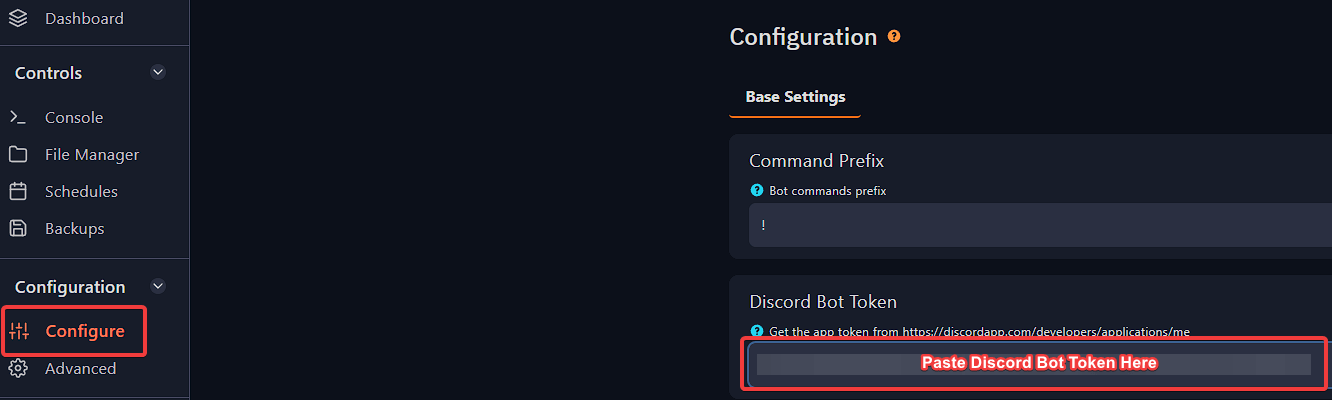 Dashboard
Controls
Console
File Manager
Schedules
Backups
Configuration
Configure
Advanced
Configuration ?
Base Settings
Command Prefix
? Bot commands prefix
!
Discord Bot Token
? Get the app token from https://discordapp.com/developers/applications/me
Paste Discord Bot Token Here